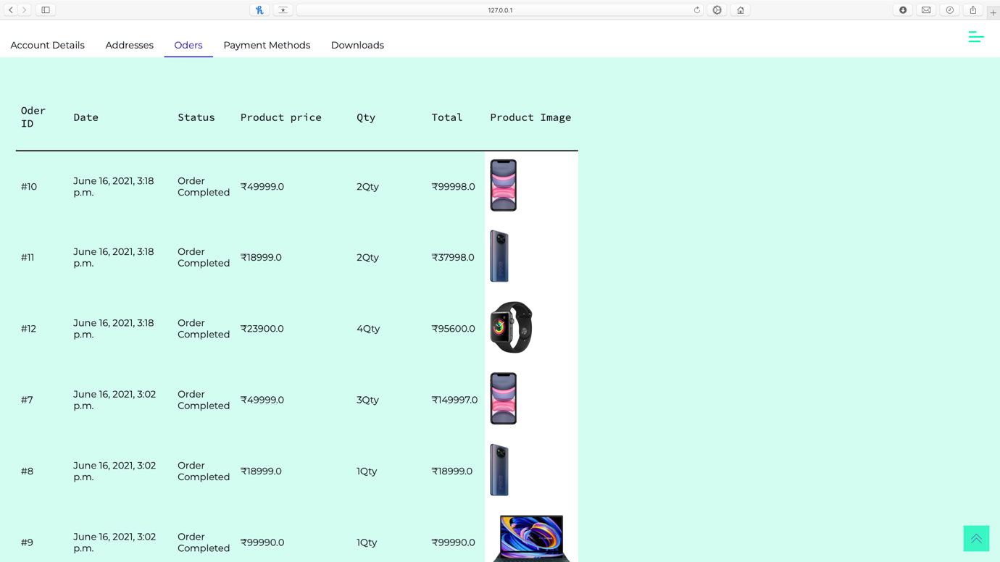 127.0.0.1
Account Details Addresses Oders Payment Methods Downloads
Oder ID Date Status Product price Qty Total Product Image
#10 June 16, 2021, 3:18 p.m. Order Completed ₹49999.0 2Qty ₹99998.0
#11 June 16, 2021, 3:18 p.m. Order Completed ₹18999.0 2Qty ₹37998.0
#12 June 16, 2021, 3:18 p.m. Order Completed ₹23900.0 4Qty ₹95600.0
#7 June 16, 2021, 3:02 p.m. Order Completed ₹49999.0 3Qty ₹149997.0
#8 June 16, 2021, 3:02 p.m. Order Completed ₹18999.0 1Qty ₹18999.0
#9 June 16, 2021, 3:02 p.m. Order Completed ₹99990.0 1Qty ₹99990.0